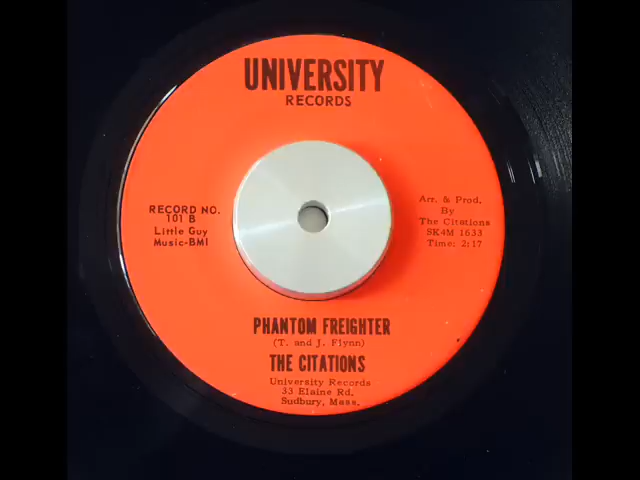 UNIVERSITY
RECORDS
RECORD NO.
101 B
Little Guy
Music-BMI
Arr. & Prod.
By
The Citations
SK4M 1633
Time: 2:17
PHANTOM FREIGHTER
(T. and J. Flynn)
THE CITATIONS
University Records
33 Elaine Rd.
Sudbury, Mass.